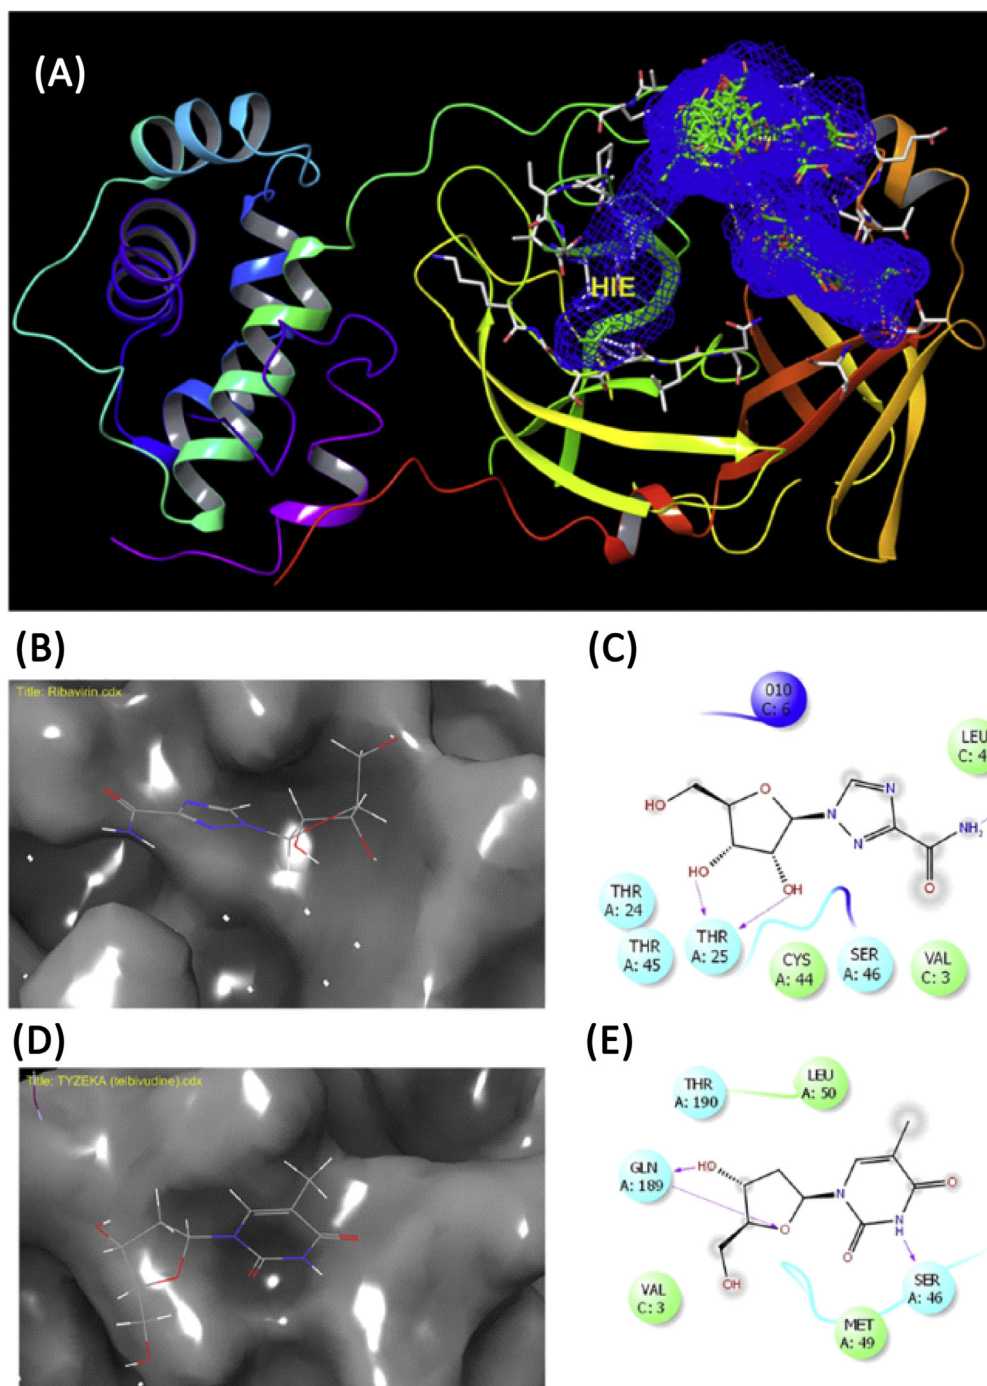 (A)
HIE
(B)
Title: Ribavirin.cdx
(C)
010
C: 6
LEU
C: 4
HO
O
N
N
N
NH2
O
HO
OH
THR
A: 24
THR
A: 45
THR
A: 25
CYS
A: 44
SER
A: 46
VAL
C: 3
(D)
Title: TYZEKA (telbivudine).cdx
(E)
THR
A: 190
LEU
A: 50
GLN
A: 189
HO
O
N
O
NH
O
OH
VAL
C: 3
SER
A: 46
MET
A: 49